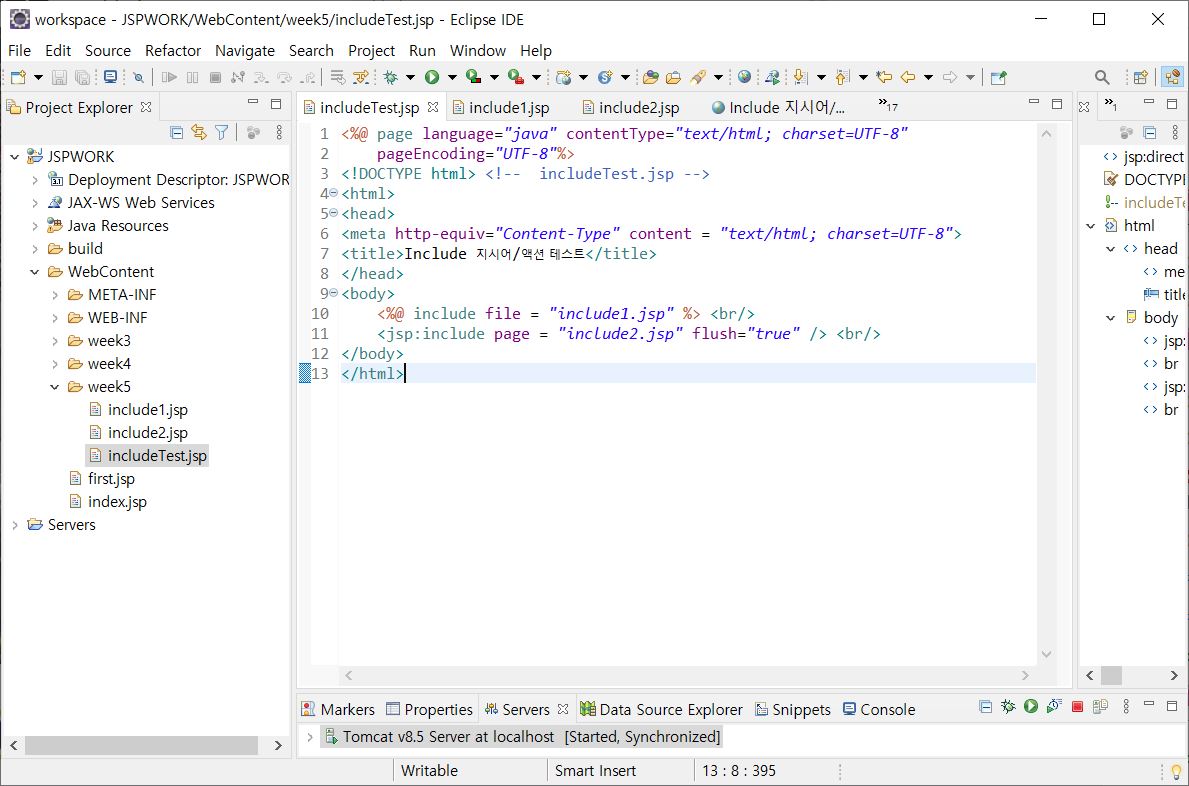 workspace - JSPWORK/WebContent/week5/includeTest.jsp - Eclipse IDE
File Edit Source Refactor Navigate Search Project Run Window Help
Project Explorer
JSPWORK
Deployment Descriptor: JSPWOR
JAX-WS Web Services
Java Resources
build
WebContent
META-INF
WEB-INF
week3
week4
week5
include1.jsp
include2.jsp
includeTest.jsp
first.jsp
index.jsp
Servers
includeTest.jsp include1.jsp include2.jsp Include 지시어/... »17
1 <%@ page language="java" contentType="text/html; charset=UTF-8"
2 pageEncoding="UTF-8"%>
3 <!DOCTYPE html> <!--  includeTest.jsp -->
4 <html>
5 <head>
6 <meta http-equiv="Content-Type" content = "text/html; charset=UTF-8">
7 <title>Include 지시어/액션 테스트</title>
8 </head>
9 <body>
10 <%@ include file = "include1.jsp" %> <br/>
11 <jsp:include page = "include2.jsp" flush="true" /> <br/>
12 </body>
13 </html>
»1
jsp:direct
DOCTYPE
includeTe
html
head
me
title
body
jsp:
br
jsp:
br
Markers Properties Servers Data Source Explorer Snippets Console
Tomcat v8.5 Server at localhost [Started, Synchronized]
Writable Smart Insert 13 : 8 : 395